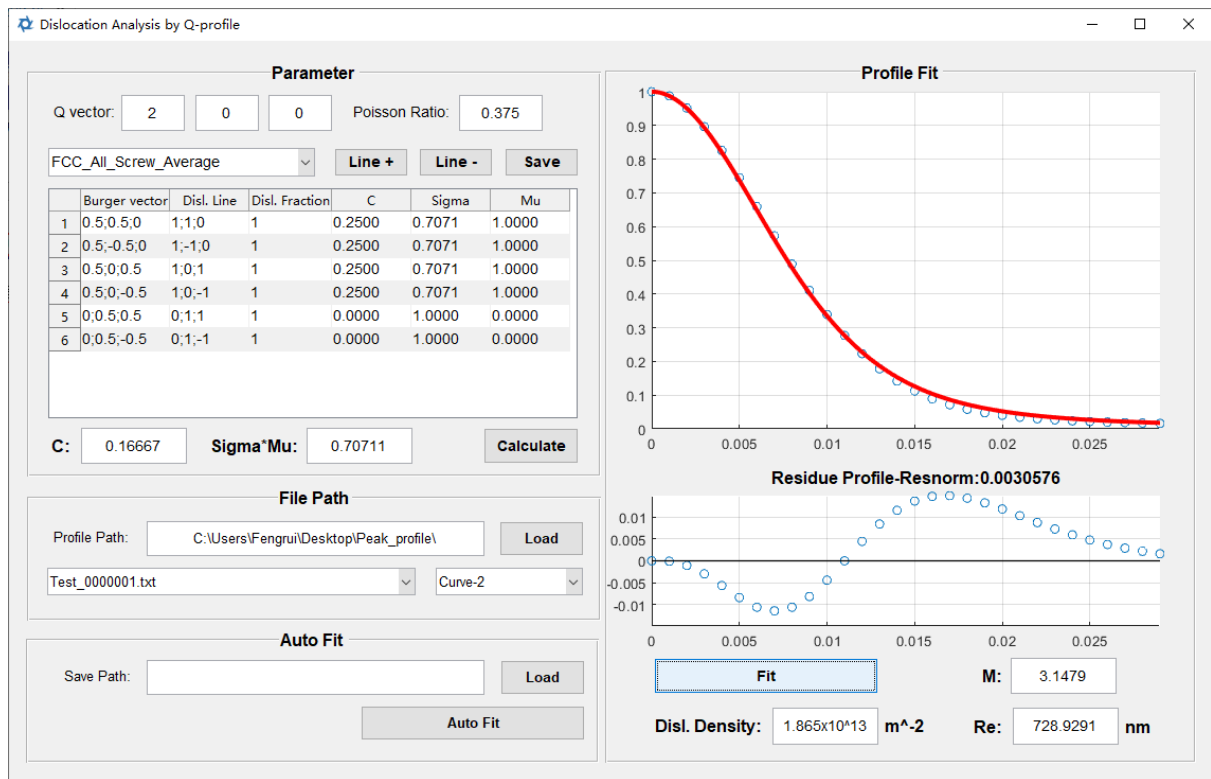 Dislocation Analysis by Q-profile
Parameter
Q vector: 2 0 0 Poisson Ratio: 0.375
FCC_All_Screw_Average Line + Line - Save
Burger vector Disl. Line Disl. Fraction C Sigma Mu
1 0.5;0.5;0 1;1;0 1 0.2500 0.7071 1.0000
2 0.5;-0.5;0 1;-1;0 1 0.2500 0.7071 1.0000
3 0.5;0;0.5 1;0;1 1 0.2500 0.7071 1.0000
4 0.5;0;-0.5 1;0;-1 1 0.2500 0.7071 1.0000
5 0;0.5;0.5 0;1;1 1 0.0000 1.0000 0.0000
6 0;0.5;-0.5 0;1;-1 1 0.0000 1.0000 0.0000
C: 0.16667 Sigma*Mu: 0.70711 Calculate
File Path
Profile Path: C:\Users\Fengrui\Desktop\Peak_profile\ Load
Test_0000001.txt Curve-2
Auto Fit
Save Path: Load
Auto Fit
Profile Fit
1
0.9
0.8
0.7
0.6
0.5
0.4
0.3
0.2
0.1
0
0 0.005 0.01 0.015 0.02 0.025
Residue Profile-Resnorm:0.0030576
0.01
0.005
0
-0.005
-0.01
0 0.005 0.01 0.015 0.02 0.025
Fit M: 3.1479
Disl. Density: 1.865x10^13 m^-2 Re: 728.9291 nm